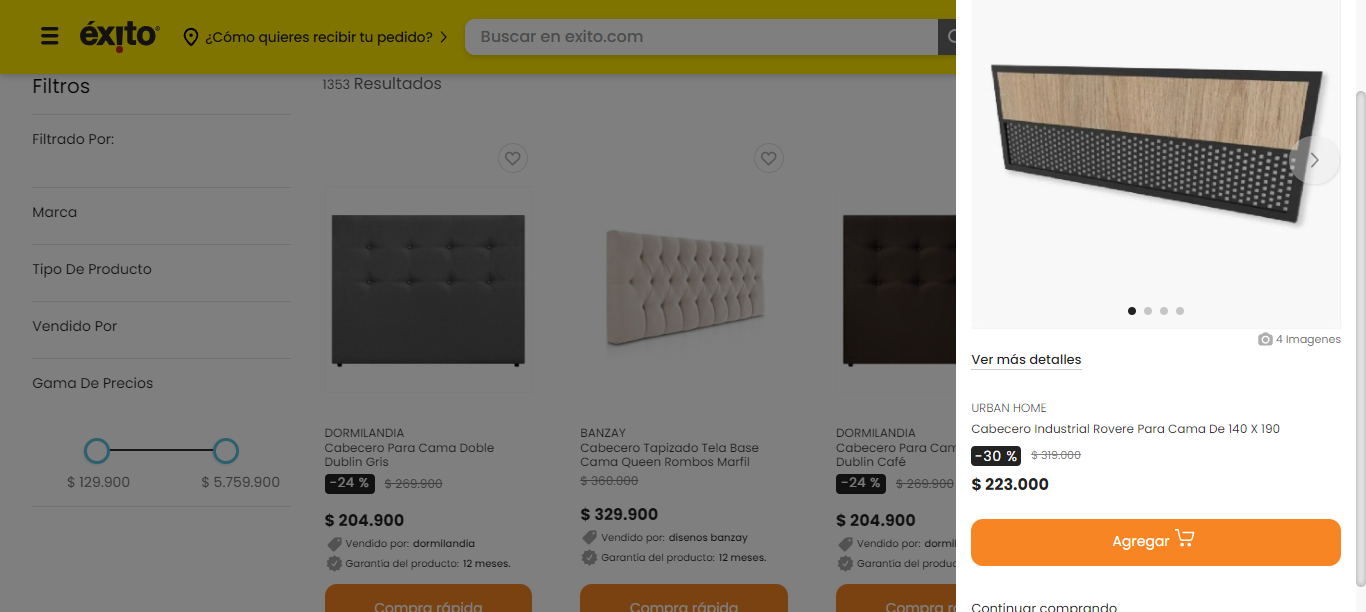 éxito
¿Cómo quieres recibir tu pedido?
Buscar en exito.com
Filtros
1353 Resultados
Filtrado Por:
Marca
Tipo De Producto
Vendido Por
Gama De Precios
$ 129.900
$ 5.759.900
DORMILANDIA
Cabecero Para Cama Doble
Dublin Gris
-24 % $ 269.900
$ 204.900
Vendido por: dormilandia
Garantía del producto: 12 meses.
Compra rápida
BANZAY
Cabecero Tapizado Tela Base
Cama Queen Rombos Marfil
$ 360.000
$ 329.900
Vendido por: disenos banzay
Garantía del producto: 12 meses.
Compra rápida
DORMILANDIA
Cabecero Para Cam
Dublin Café
-24 % $ 269.900
$ 204.900
Vendido por: dormil
Garantía del produc
Compra rápida
4 Imagenes
Ver más detalles
URBAN HOME
Cabecero Industrial Rovere Para Cama De 140 X 190
-30 % $ 319.000
$ 223.000
Agregar
Continuar comprando